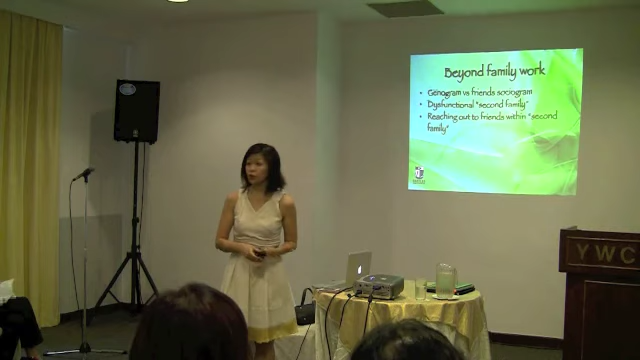 Beyond family work
• Genogram vs friends sociogram
• Dysfunctional "second family"
• Reaching out to friends within "second
family"
YWC